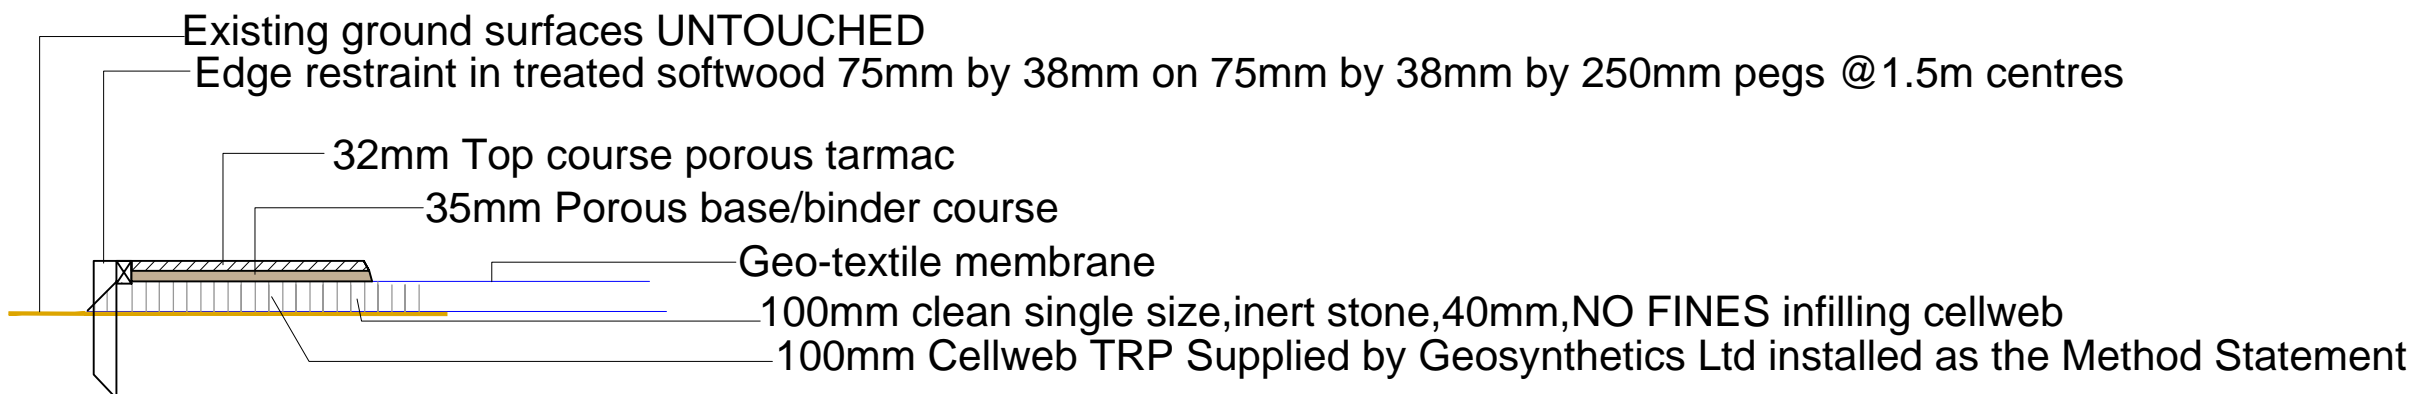 Existing ground surfaces UNTOUCHED
Edge restraint in treated softwood 75mm by 38mm on 75mm by 38mm by 250mm pegs @1.5m centres
32mm Top course porous tarmac
35mm Porous base/binder course
Geo-textile membrane
100mm clean single size,inert stone,40mm,NO FINES infilling cellweb
100mm Cellweb TRP Supplied by Geosynthetics Ltd installed as the Method Statement